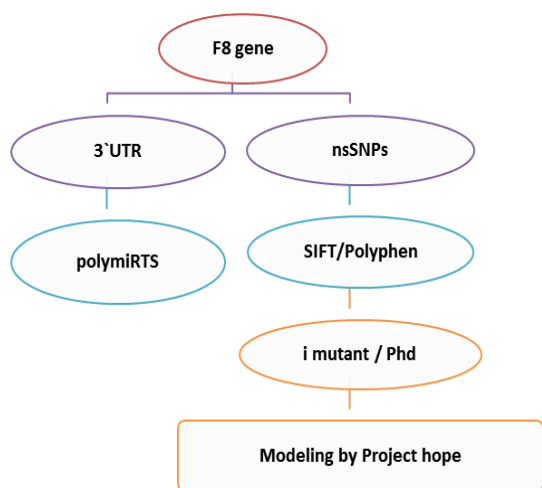 F8 gene
3`UTR
nsSNPs
polymiRTS
SIFT/Polyphen
i mutant / Phd
Modeling by Project hope